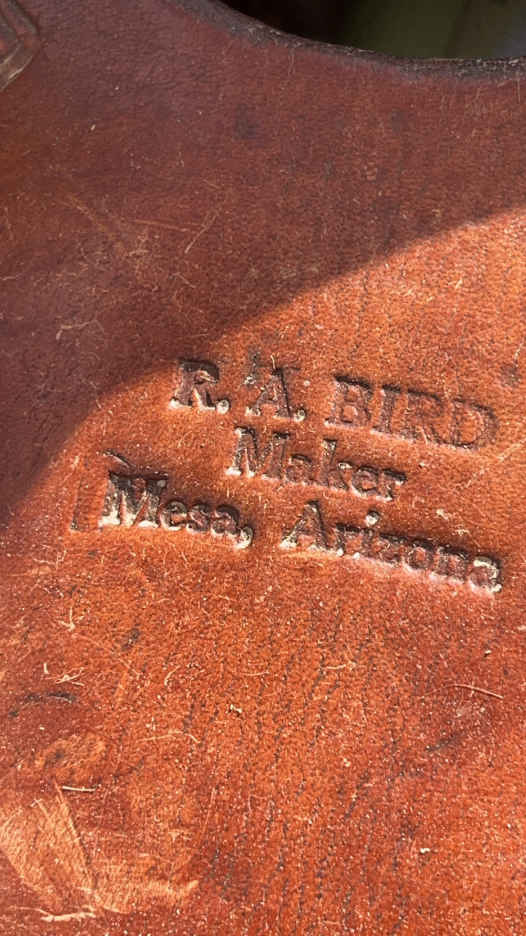 R. A. BIRD
Maker
Mesa, Arizona